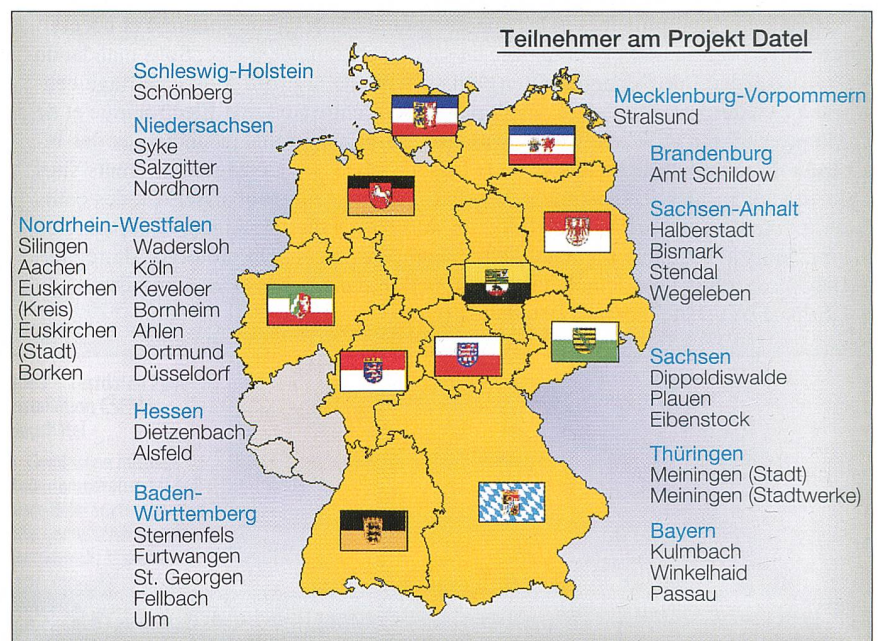 Teilnehmer am Projekt Datel
Schleswig-Holstein
Schönberg
Niedersachsen
Syke
Salzgitter
Nordhorn
Nordrhein-Westfalen
Silingen
Aachen
Euskirchen
(Kreis)
Euskirchen
(Stadt)
Borken
Wadersloh
Köln
Keveloer
Bornheim
Ahlen
Dortmund
Düsseldorf
Hessen
Dietzenbach
Alsfeld
Baden-
Württemberg
Sternenfels
Furtwangen
St. Georgen
Fellbach
Ulm
Mecklenburg-Vorpommern
Stralsund
Brandenburg
Amt Schildow
Sachsen-Anhalt
Halberstadt
Bismark
Stendal
Wegeleben
Sachsen
Dippoldiswalde
Plauen
Eibenstock
Thüringen
Meiningen (Stadt)
Meiningen (Stadtwerke)
Bayern
Kulmbach
Winkelhaid
Passau